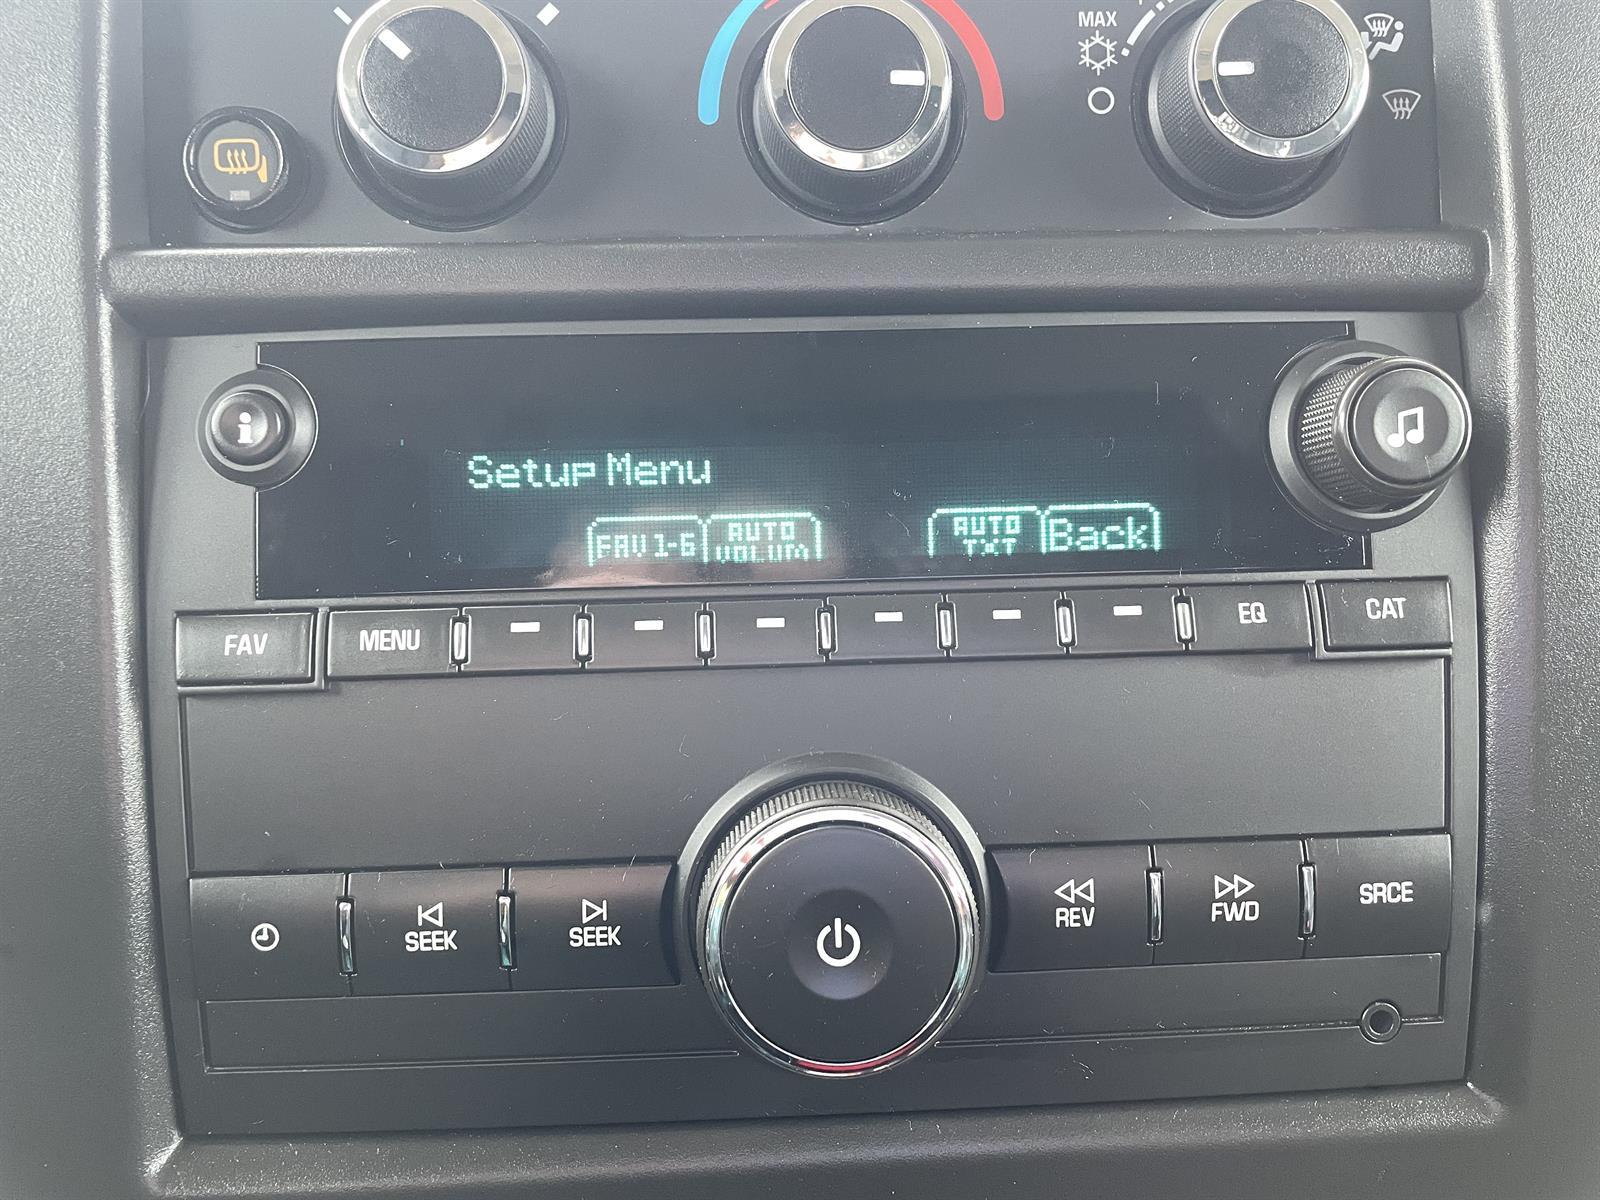 MAX
i
Setup Menu
FAV 1-6
AUTO
VOLUM
AUTO
TXT
Back
FAV
MENU
EQ
CAT
SEEK
SEEK
REV
FWD
SRCE